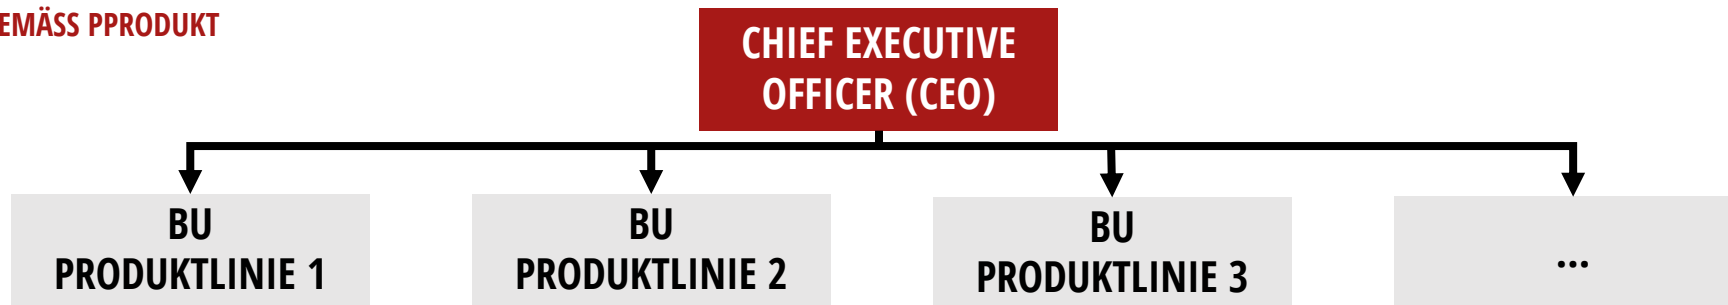 EMÄSS PPRODUKT
CHIEF EXECUTIVE
OFFICER (CEO)
BU
PRODUKTLINIE 1
BU
PRODUKTLINIE 2
BU
PRODUKTLINIE 3
...